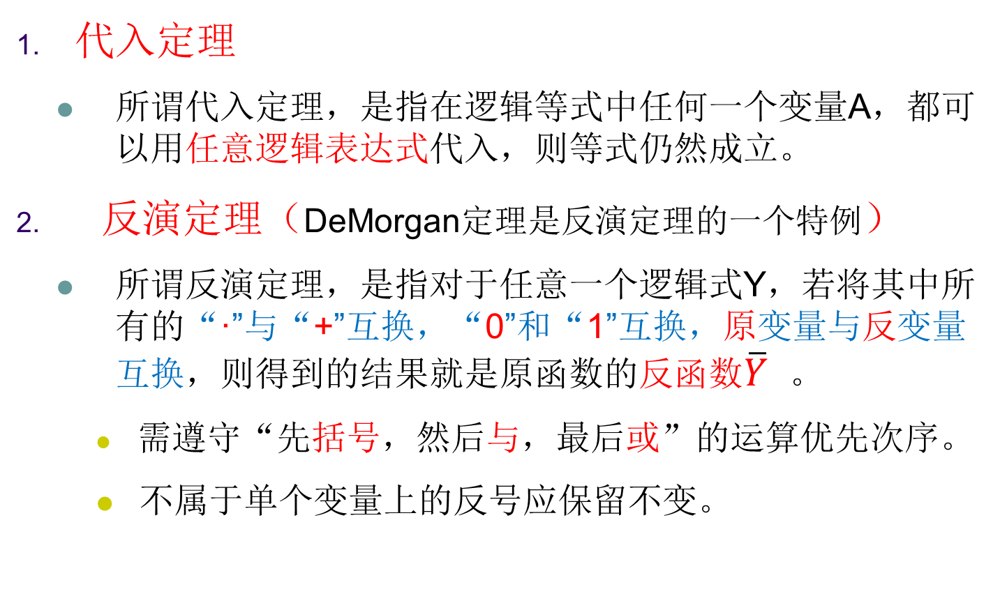 1. 代入定理
● 所谓代入定理，是指在逻辑等式中任何一个变量A，都可
以用任意逻辑表达式代入，则等式仍然成立。
2. 反演定理（DeMorgan定理是反演定理的一个特例）
● 所谓反演定理，是指对于任意一个逻辑式Y，若将其中所
有的“·”与“+”互换，“0”和“1”互换，原变量与反变量
互换，则得到的结果就是原函数的反函数Y̅ 。
● 需遵守“先括号，然后与，最后或”的运算优先次序。
● 不属于单个变量上的反号应保留不变。